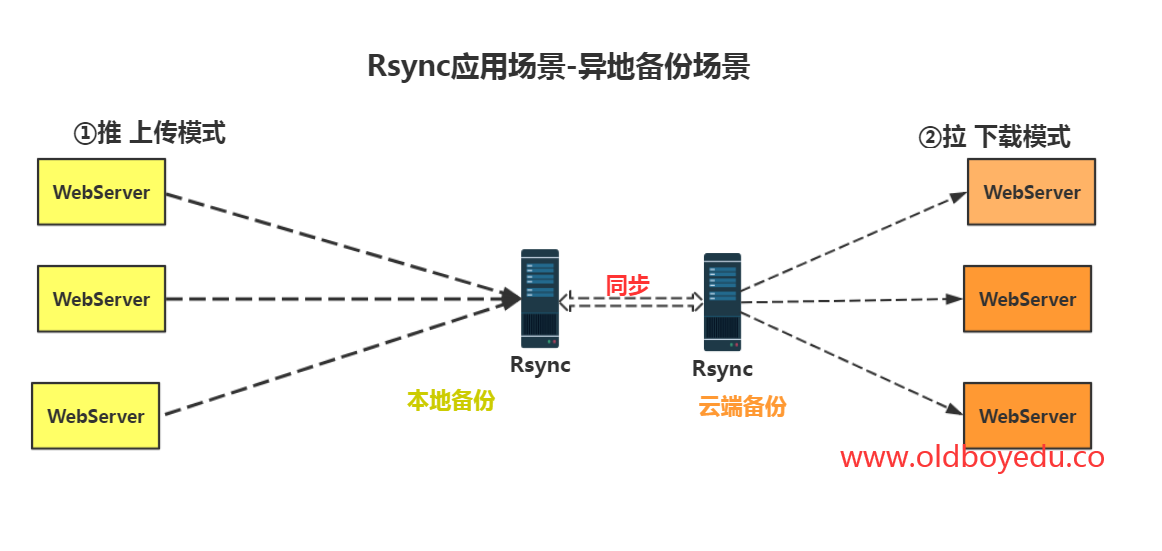 Rsync应用场景-异地备份场景
①推 上传模式
②拉 下载模式
WebServer
WebServer
WebServer
WebServer
同步
WebServer
WebServer
Rsync
Rsync
本地备份
云端备份
www.oldboyedu.co